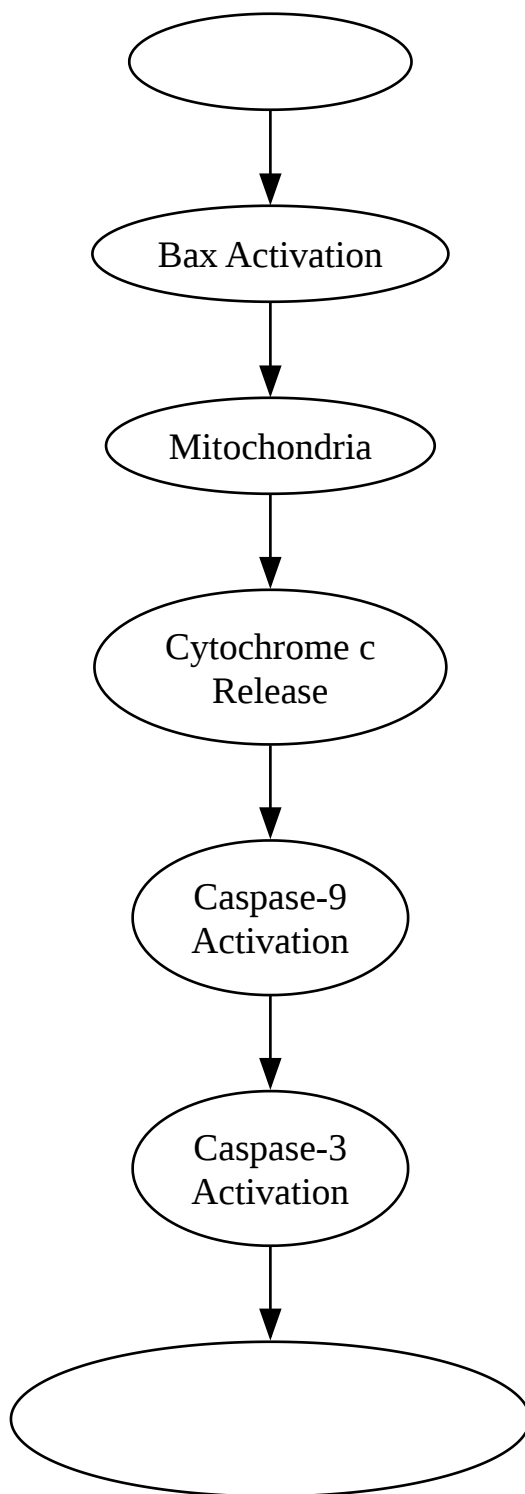 Bax Activation
Mitochondria
Cytochrome c
Release
Caspase-9
Activation
Caspase-3
Activation